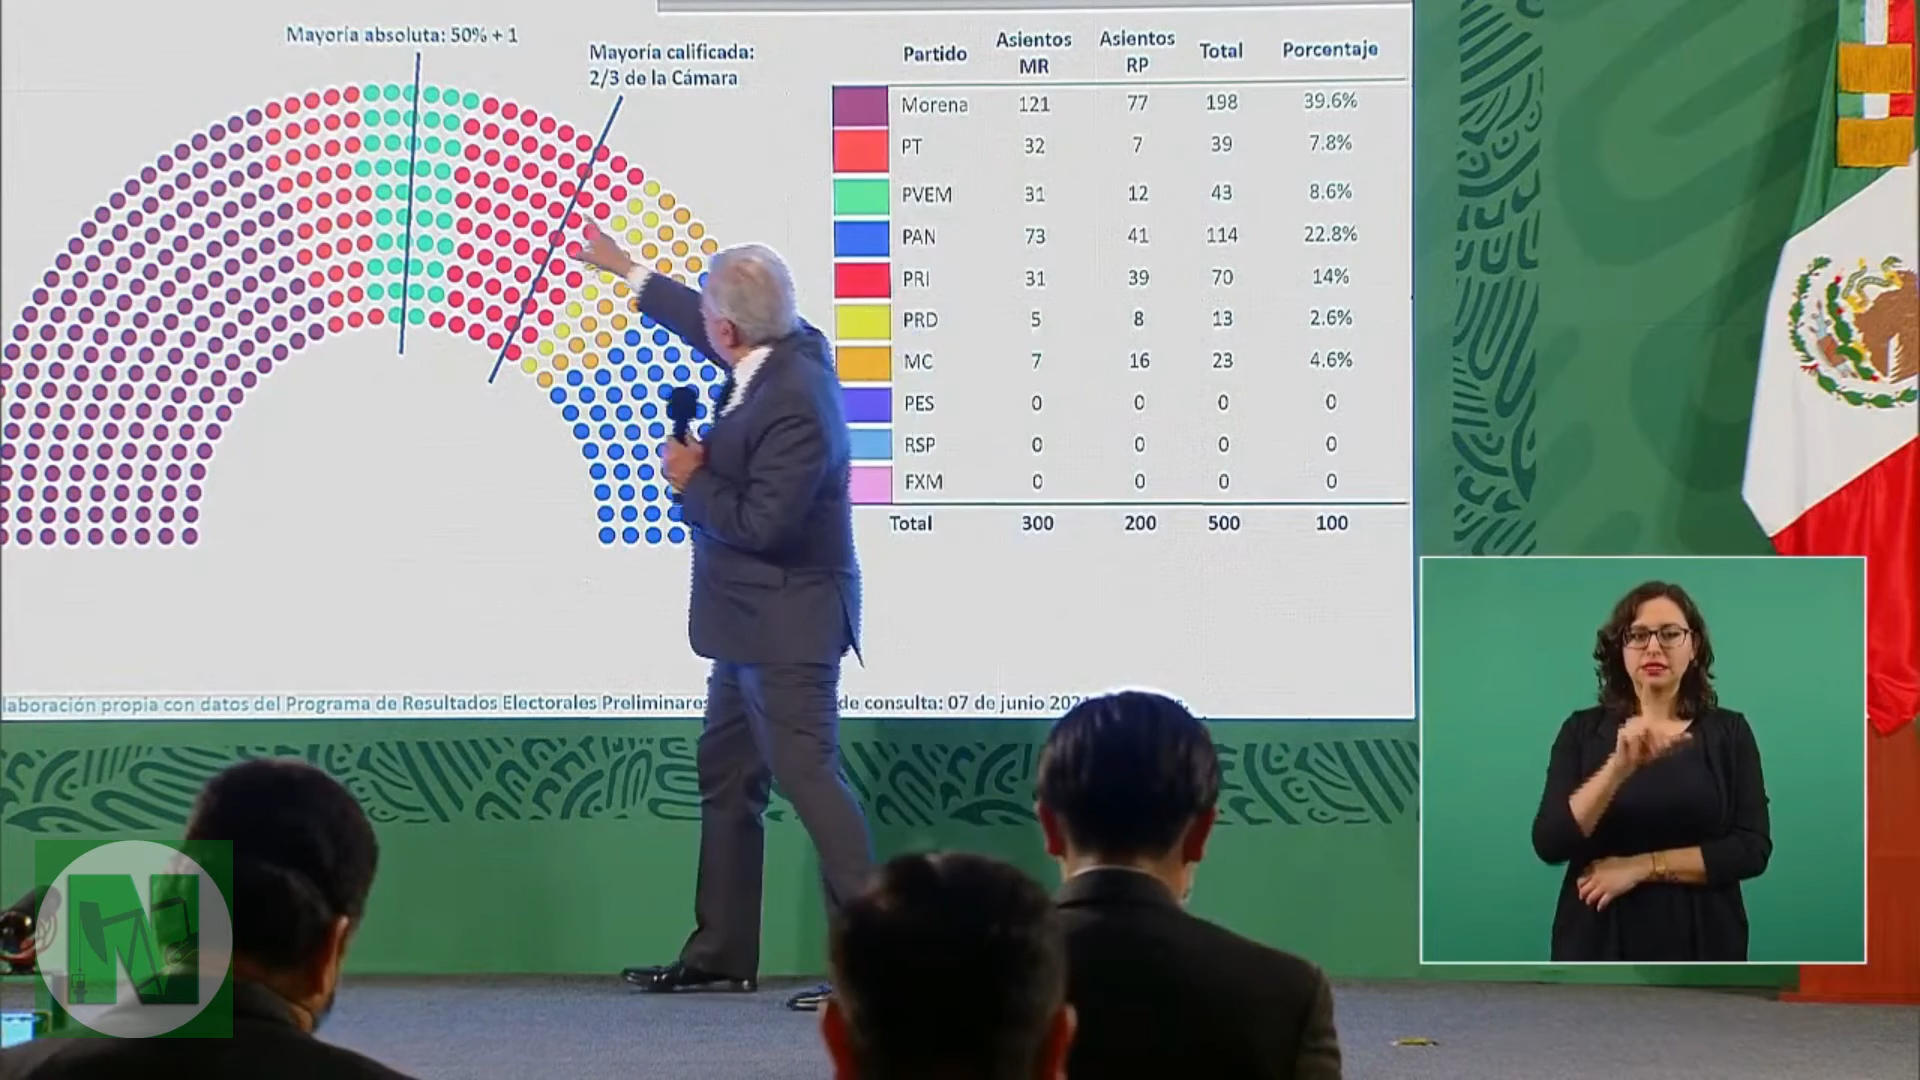 Mayoría absoluta: 50% + 1
Mayoría calificada:
2/3 de la Cámara
Partido Asientos MR Asientos RP Total Porcentaje
Morena 121 77 198 39.6%
PT 32 7 39 7.8%
PVEM 31 12 43 8.6%
PAN 73 41 114 22.8%
PRI 31 39 70 14%
PRD 5 8 13 2.6%
MC 7 16 23 4.6%
PES 0 0 0 0
RSP 0 0 0 0
FXM 0 0 0 0
Total 300 200 500 100
laboración propia con datos del Programa de Resultados Electorales Preliminares de consulta: 07 de junio
N